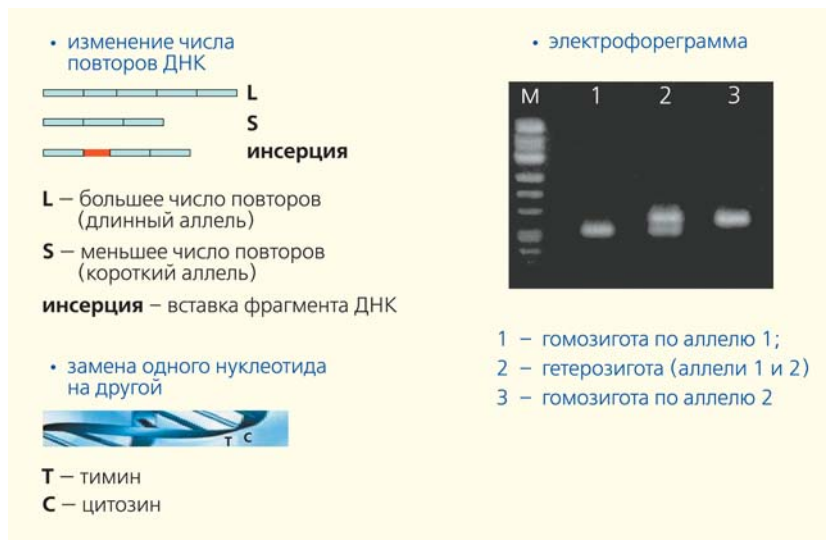 • изменение числа
повторов ДНК
L
S
инсерция
L – большее число повторов
(длинный аллель)
S – меньшее число повторов
(короткий аллель)
инсерция – вставка фрагмента ДНК
• замена одного нуклеотида
на другой
T C
T – тимин
C – цитозин
• электрофореграмма
M 1 2 3
1 – гомозигота по аллелю 1;
2 – гетерозигота (аллели 1 и 2)
3 – гомозигота по аллелю 2